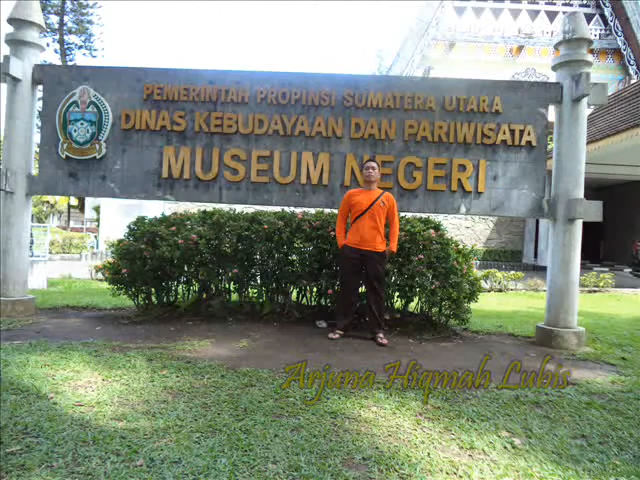 PEMERINTAH PROPINSI SUMATERA UTARA
DINAS KEBUDAYAAN DAN PARIWISATA
MUSEUM NEGERI
Arjuna Hiqmah Lubis